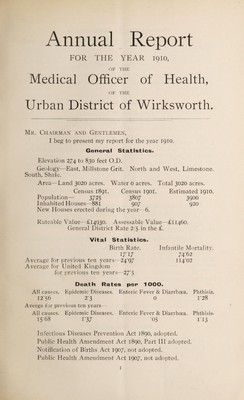 Annual Report
FOR THE YEAR 1910,
OF THE
Medical Officer of Health,
OF THE
Urban District of Wirksworth.
MR. CHAIRMAN AND GENTLEMEN,
I beg to present my report for the year 1910.
General Statistics.
Elevation 274 to 830 feet O.D.
Geology—East, Millstone Grit. North and West, Limestone.
South, Shale.
Area—Land 3020 acres. Water 0 acres. Total 3020 acres.
Census 1891. Census 1901. Estimated 1910.
Population— 3725 3807 3900
Inhabited Houses—881 907 920
New Houses erected during the year 6.
Rateable Value—£14930. Assessable Value—£11460.
General District Rate 2/3 in the £.
Vital Statistics.
Birth Rate. Infantile Mortality.
17·17 74·62
Average for previous ten years—24·97 114·02
Average for United Kingdom
for previous ten years—27·3
Death Rates per 1000.
All causes. Epidemic Diseases. Enteric Fever & Diarrhœa. Phthisis.
12·56 2·3 0 1·28
Average for previous ten years—
All causes. Epidemic Diseases. Enteric Fever & Diarrhœa. Phthisis.
15·68 1·37 ·05 1·13
Infectious Diseases Prevention Act 1890, adopted.
Public Health Amendment Act 1890, Part III adopted.
Notification of Births Act 1907, not adopted.
Public Health Amendment Act 1907, not adopted.
1